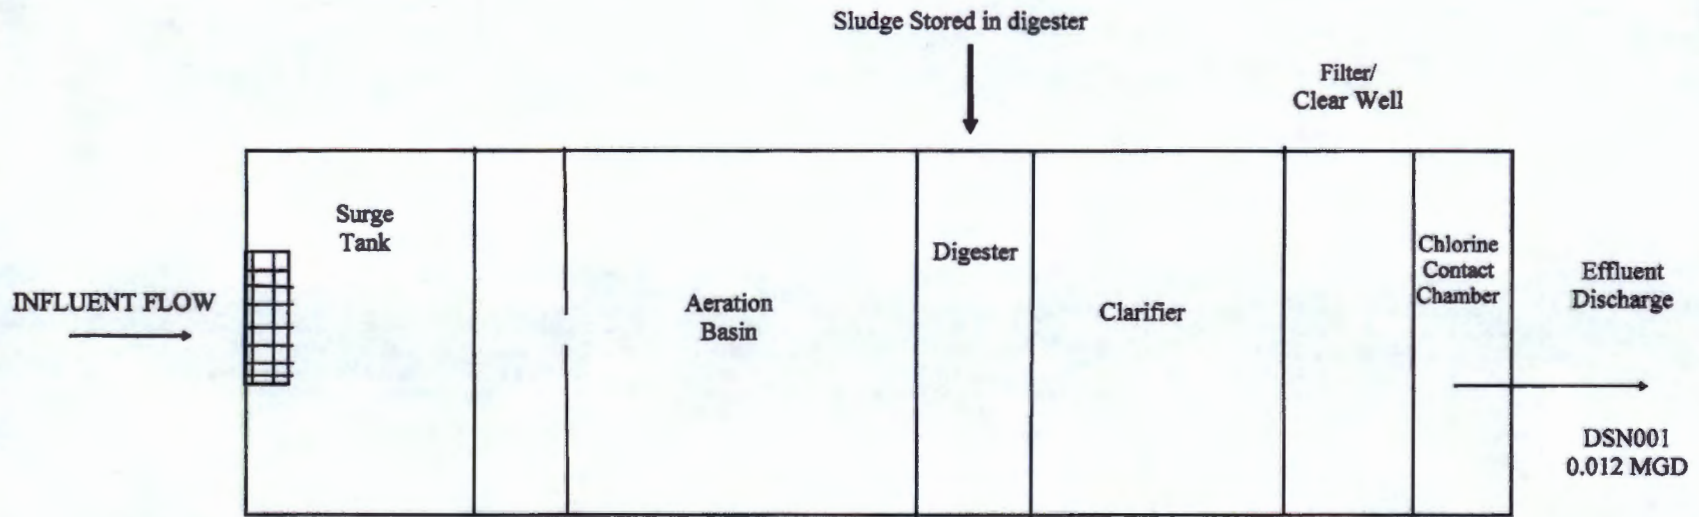 Sludge Stored in digester
Filter/
Clear Well
Surge
Tank
Digester
Chlorine
Contact
Chamber
INFLUENT FLOW
Aeration
Basin
Clarifier
Effluent
Discharge
DSN001
0.012 MGD